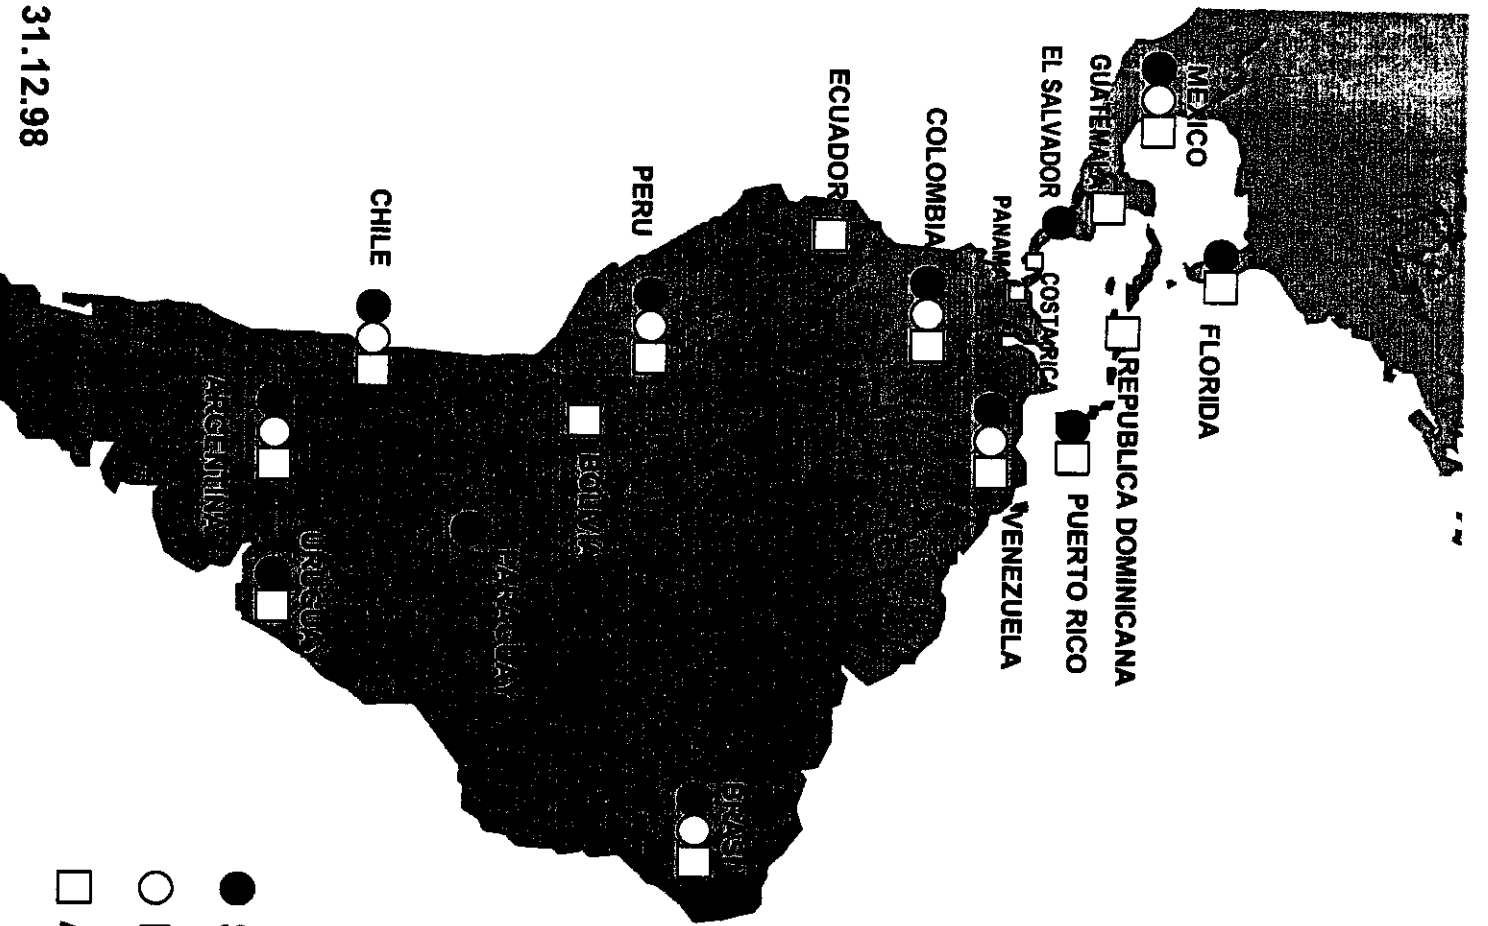 MEXICO
FLORIDA
GUATEMALA
REPUBLICA DOMINICANA
PUERTO RICO
EL SALVADOR
COSTA RICA
PANAMA
VENEZUELA
COLOMBIA
ECUADOR
BRASIL
PERU
BOLIVIA
PARAGUAY
CHILE
URUGUAY
ARGENTINA
31.12.98